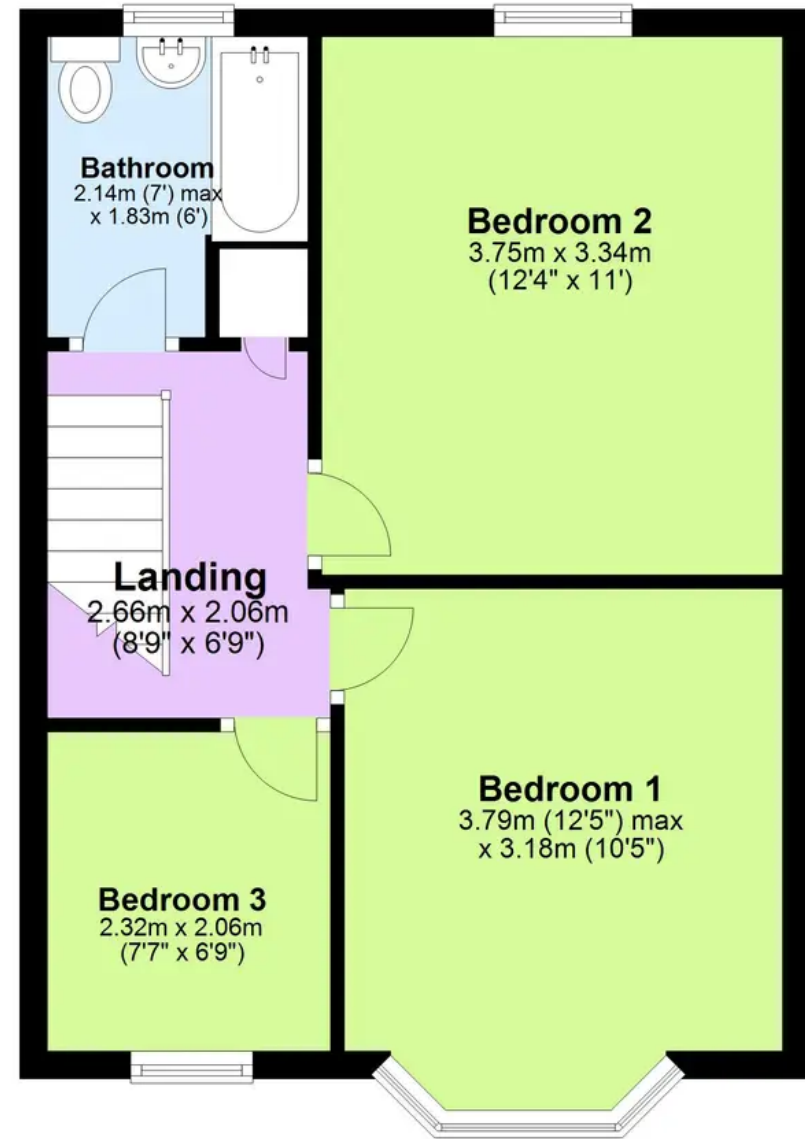 Bathroom
2.14m (7') max
x 1.83m (6')
Bedroom 2
3.75m x 3.34m
(12'4" x 11')
Landing
2.66m x 2.06m
(8'9" x 6'9")
Bedroom 1
3.79m (12'5") max
x 3.18m (10'5")
Bedroom 3
2.32m x 2.06m
(7'7" x 6'9")